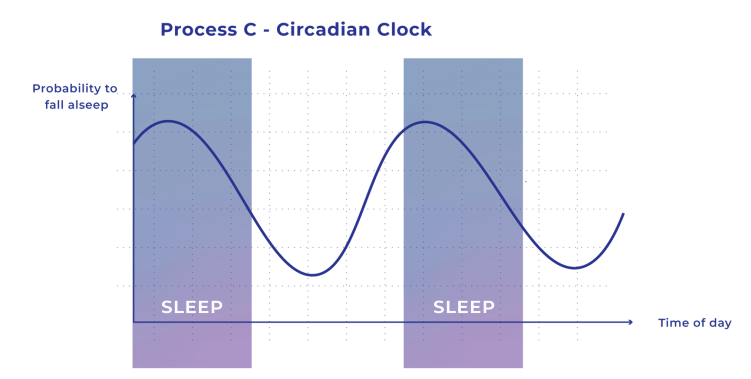 Process C - Circadian Clock
Probability to
fall alseep
SLEEP
SLEEP
Time of day